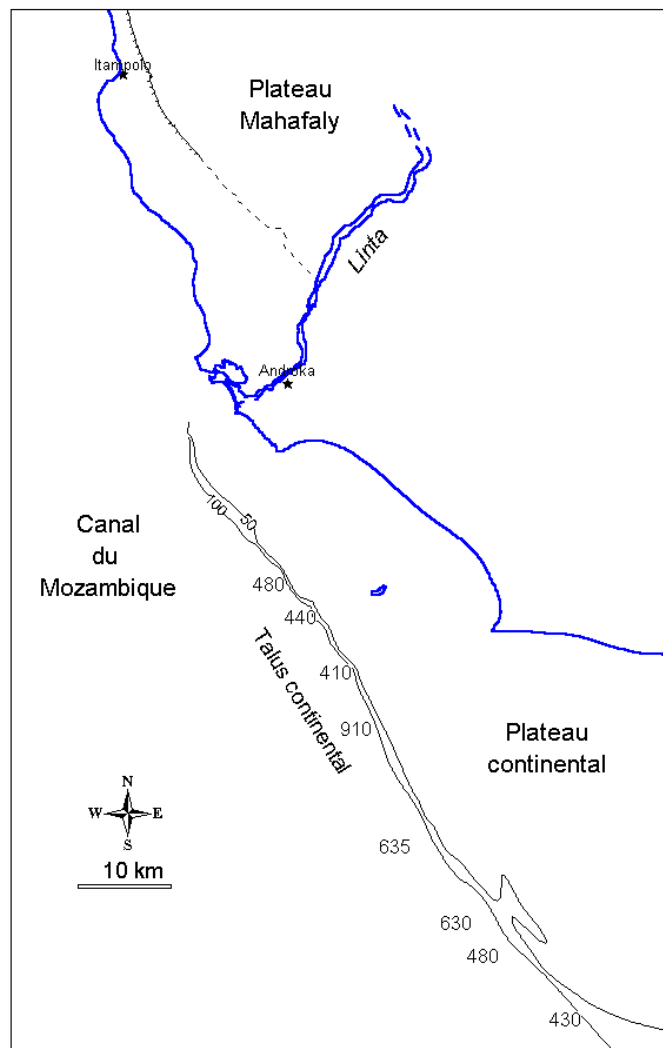 Itampolo
Plateau
Mahafaly
Linta
Androka
100
50
Canal
du
Mozambique
480
440
Talus continental
410
910
Plateau
continental
N
W E
S
10 km
635
630
480
430